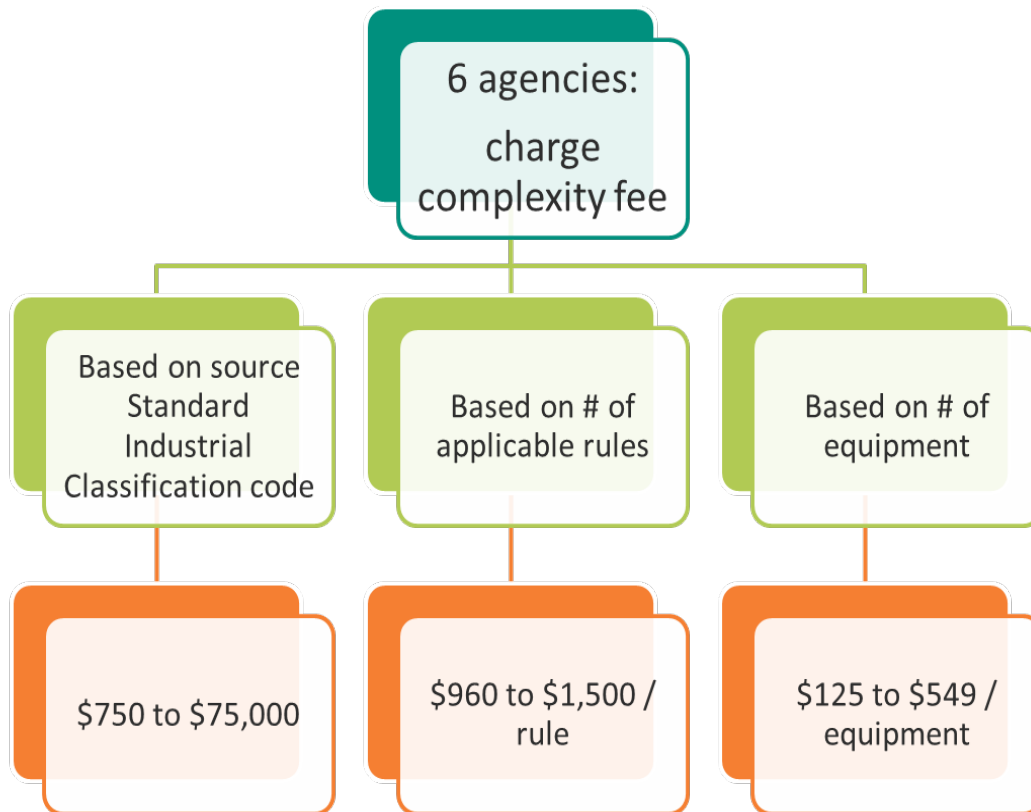 6 agencies:
charge
complexity fee
Based on source
Standard
Industrial
Classification code
Based on # of
applicable rules
Based on # of
equipment
$750 to $75,000
$960 to $1,500 /
rule
$125 to $549 /
equipment